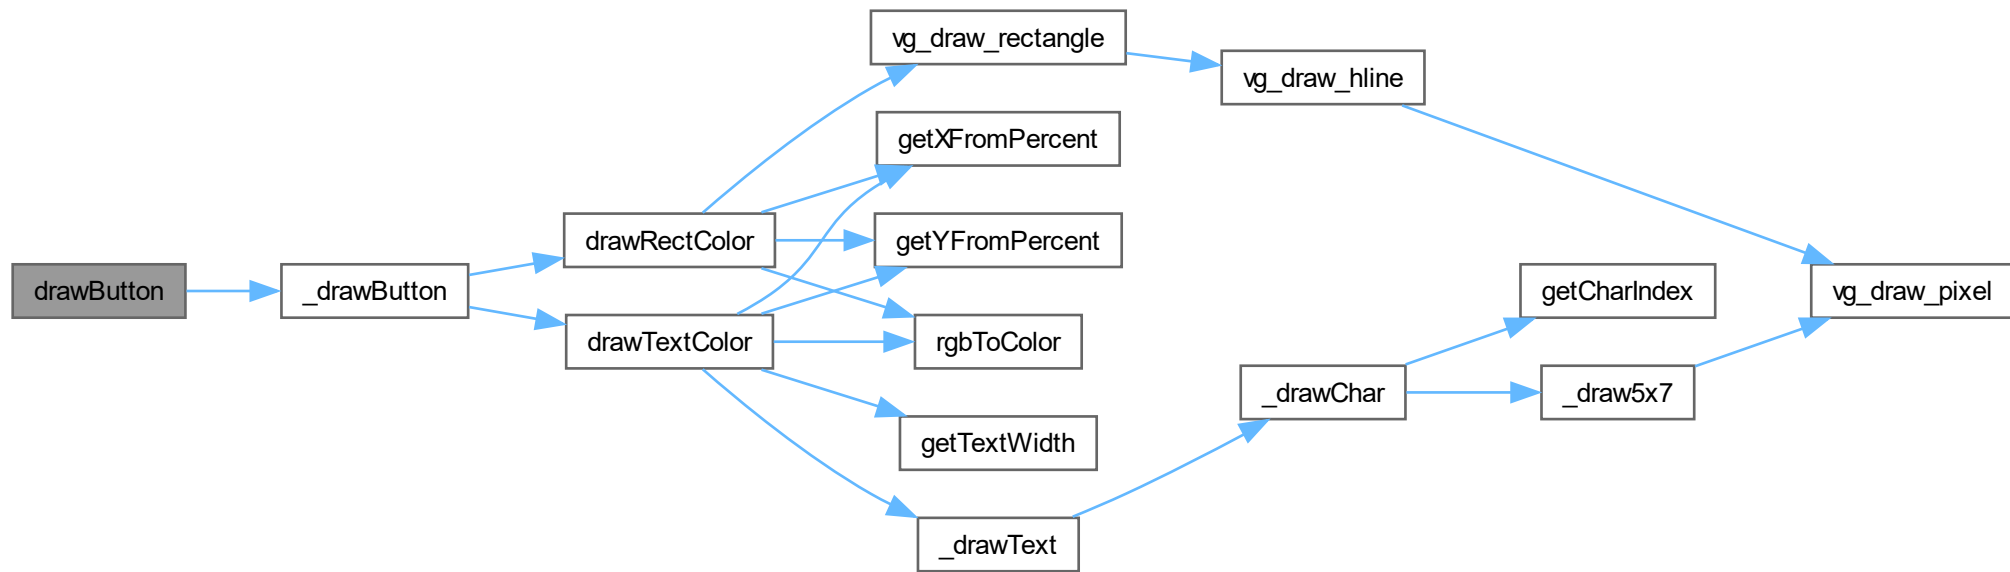 drawButton
_drawButton
drawRectColor
drawTextColor
vg_draw_rectangle
getXFromPercent
getYFromPercent
rgbToColor
getTextWidth
_drawText
vg_draw_hline
_drawChar
getCharIndex
_draw5x7
vg_draw_pixel